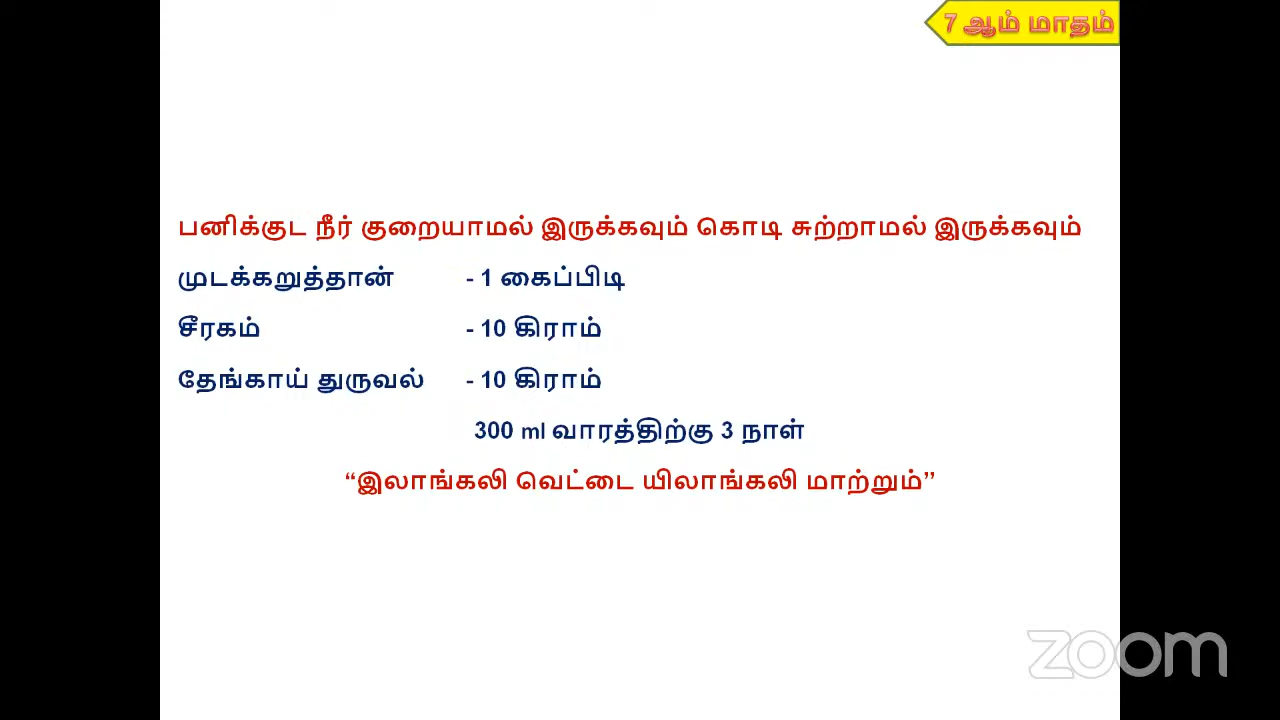 7 ஆம் மாதம்
பனிக்குட நீர் குறையாமல் இருக்கவும் கொடி சுற்றாமல் இருக்கவும்
முடக்கறுத்தான் - 1 கைப்பிடி
சீரகம் - 10 கிராம்
தேங்காய் துருவல் - 10 கிராம்
300 ml வாரத்திற்கு 3 நாள்
“இலாங்கலி வெட்டை யிலாங்கலி மாற்றும்”
zoom